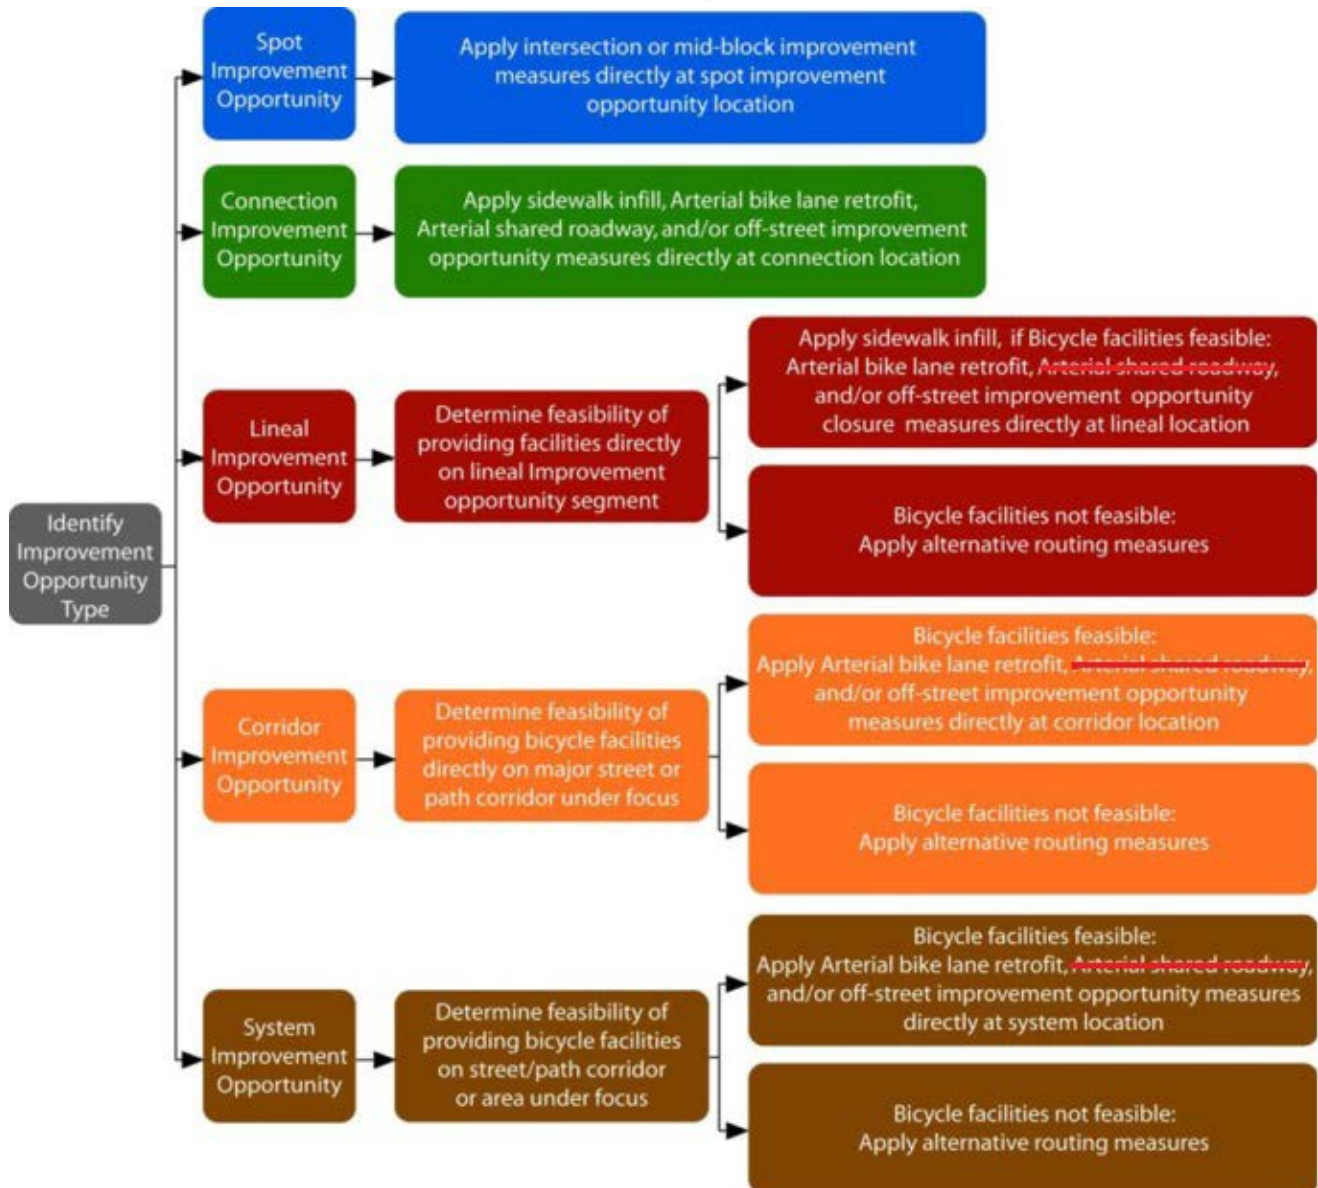 Identify
Improvement
Opportunity
Type
Spot
Improvement
Opportunity
Apply intersection or mid-block improvement
measures directly at spot improvement
opportunity location
Connection
Improvement
Opportunity
Apply sidewalk infill, Arterial bike lane retrofit,
Arterial shared roadway, and/or off-street improvement
opportunity measures directly at connection location
Lineal
Improvement
Opportunity
Determine feasibility of
providing facilities directly
on lineal Improvement
opportunity segment
Apply sidewalk infill, if Bicycle facilities feasible:
Arterial bike lane retrofit, Arterial shared roadway,
and/or off-street improvement opportunity
closure measures directly at lineal location
Bicycle facilities not feasible:
Apply alternative routing measures
Corridor
Improvement
Opportunity
Determine feasibility of
providing bicycle facilities
directly on major street or
path corridor under focus
Bicycle facilities feasible:
Apply Arterial bike lane retrofit, Arterial shared roadway,
and/or off-street improvement opportunity
measures directly at corridor location
Bicycle facilities not feasible:
Apply alternative routing measures
System
Improvement
Opportunity
Determine feasibility of
providing bicycle facilities
on street/path corridor
or area under focus
Bicycle facilities feasible:
Apply Arterial bike lane retrofit, Arterial shared roadway,
and/or off-street improvement opportunity measures
directly at system location
Bicycle facilities not feasible:
Apply alternative routing measures